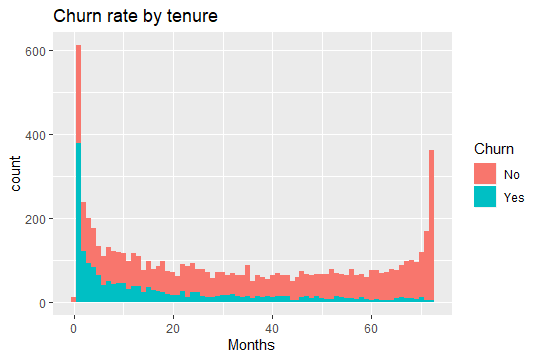 Churn rate by tenure
600
400
200
0
count
0 20 40 60
Months
Churn
No
Yes